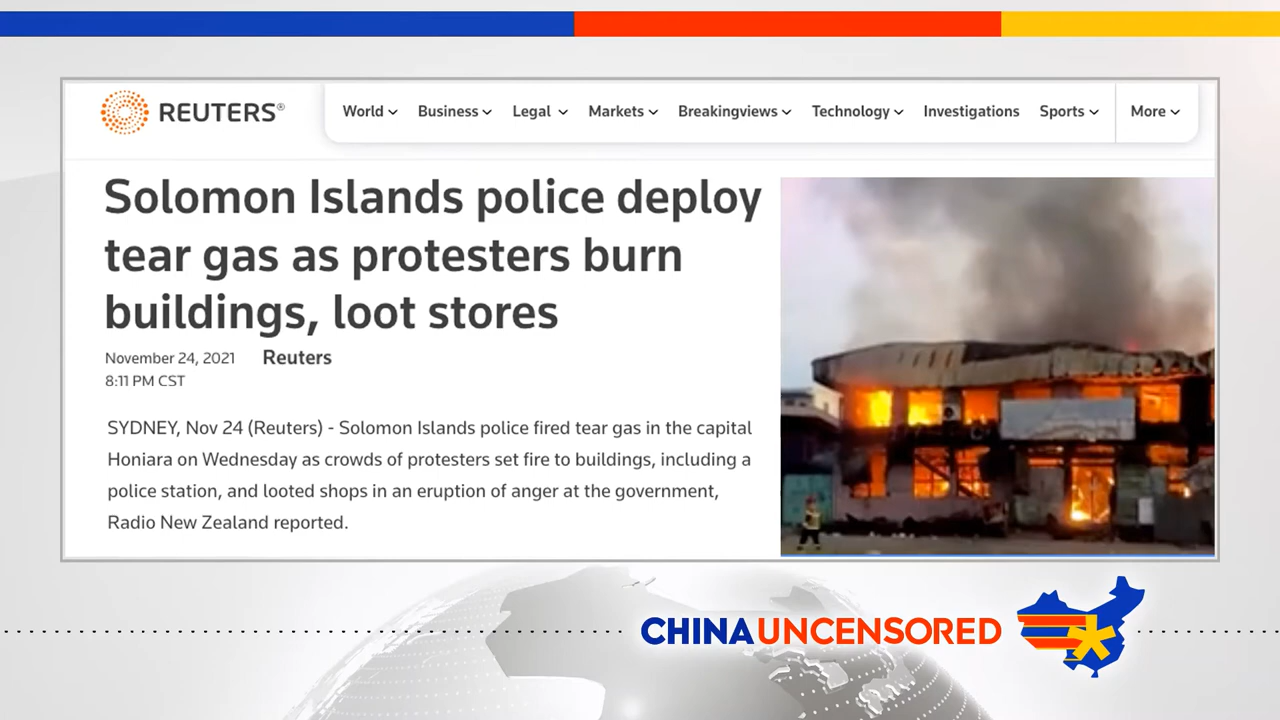 REUTERS®
World Business Legal Markets Breakingviews Technology Investigations Sports More
Solomon Islands police deploy
tear gas as protesters burn
buildings, loot stores
November 24, 2021 Reuters
8:11 PM CST
SYDNEY, Nov 24 (Reuters) - Solomon Islands police fired tear gas in the capital
Honiara on Wednesday as crowds of protesters set fire to buildings, including a
police station, and looted shops in an eruption of anger at the government,
Radio New Zealand reported.
CHINA UNCENSORED